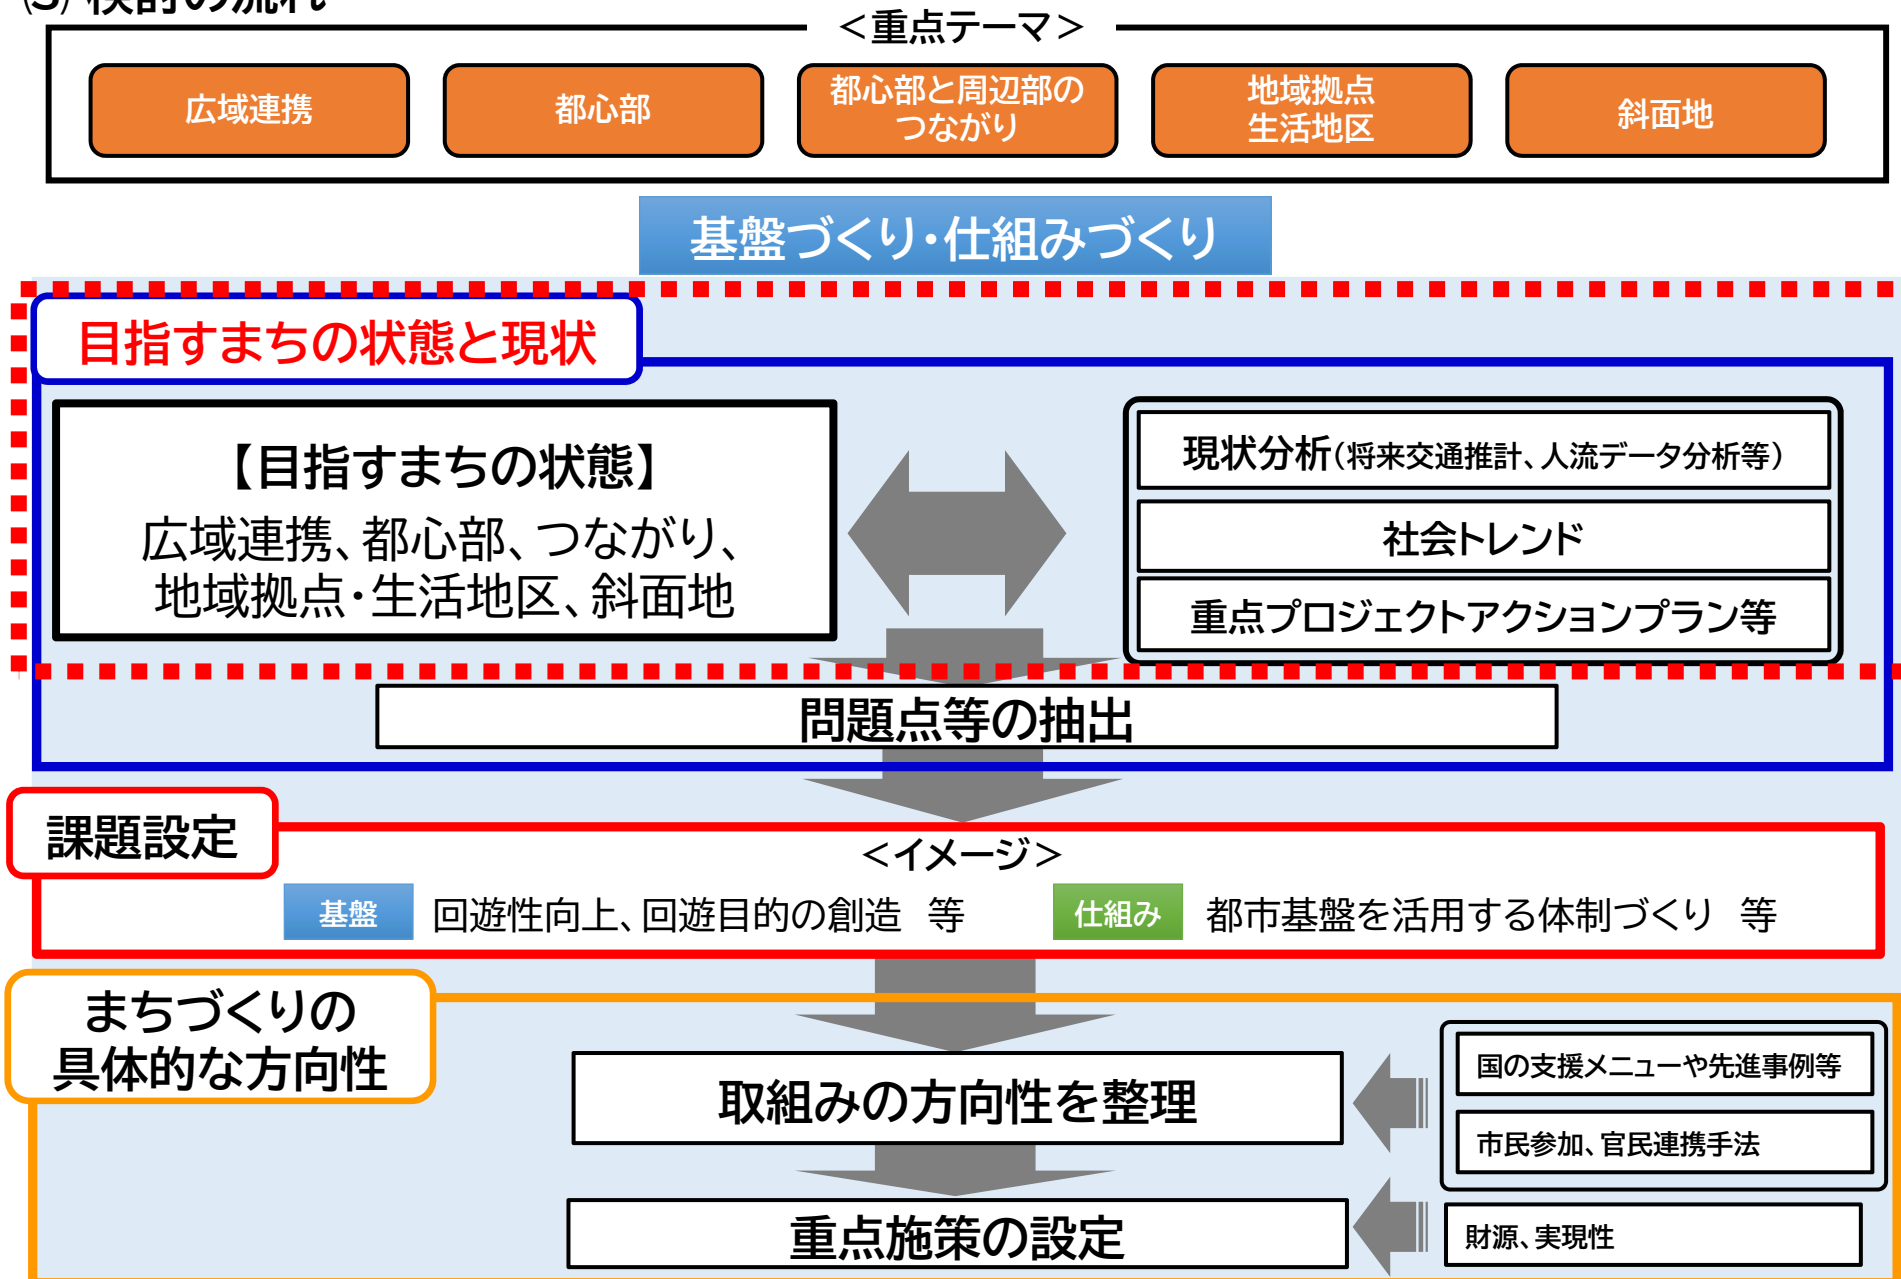 (3) 検討の流れ
＜重点テーマ＞
広域連携
都心部
都心部と周辺部の
つながり
地域拠点
生活地区
斜面地
基盤づくり・仕組みづくり
目指すまちの状態と現状
【目指すまちの状態】
広域連携、都心部、つながり、
地域拠点・生活地区、斜面地
現状分析（将来交通推計、人流データ分析等）
社会トレンド
重点プロジェクトアクションプラン等
問題点等の抽出
課題設定
＜イメージ＞
基盤 回遊性向上、回遊目的の創造　等
仕組み 都市基盤を活用する体制づくり　等
まちづくりの
具体的な方向性
取組みの方向性を整理
国の支援メニューや先進事例等
市民参加、官民連携手法
重点施策の設定
財源、実現性